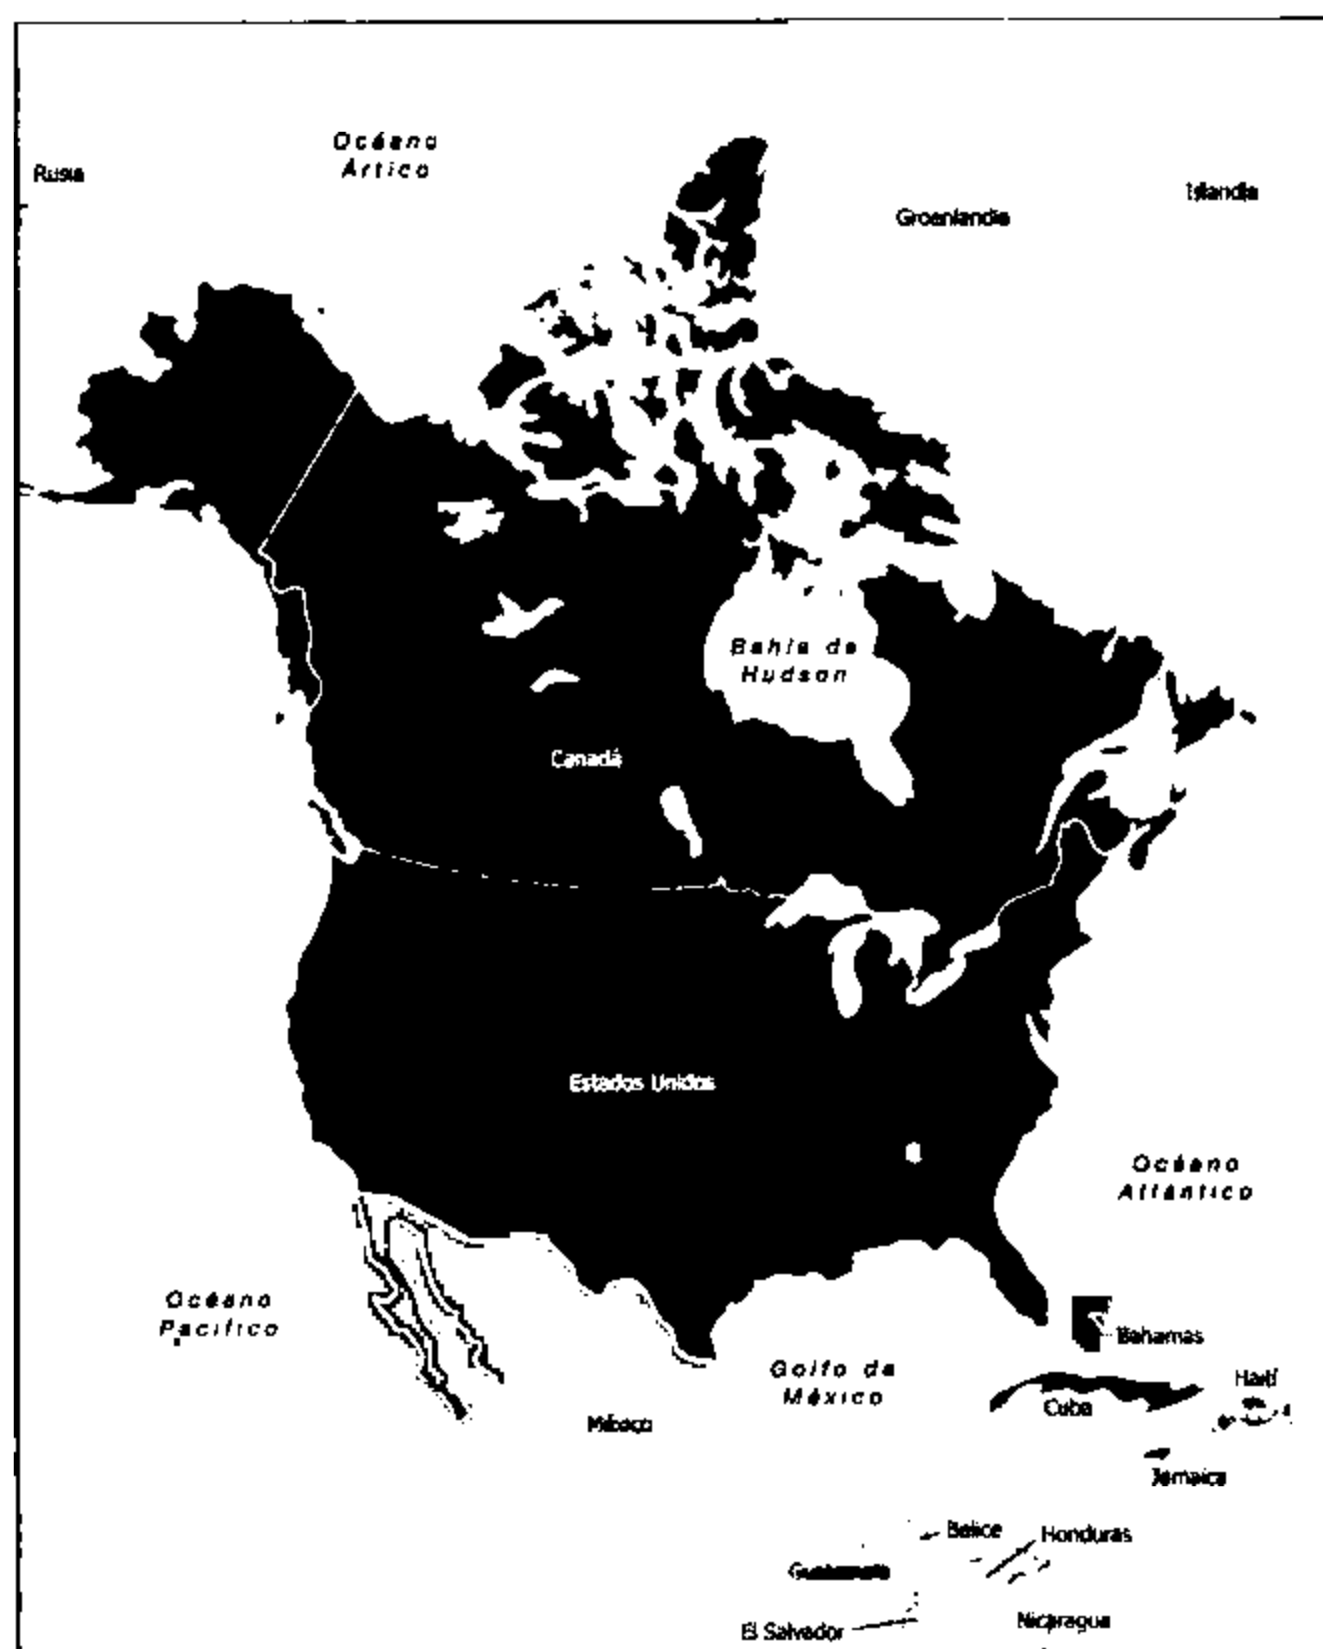 Océano
Ártico
Rusia
Islandia
Groenlandia
Bahía de
Hudson
Canadá
Estados Unidos
Océano
Atlántico
Océano
Pacífico
Bahamas
Golfo de
México
Haití
Cuba
México
Jamaica
Belice
Honduras
Guatemala
Nicaragua
El Salvador